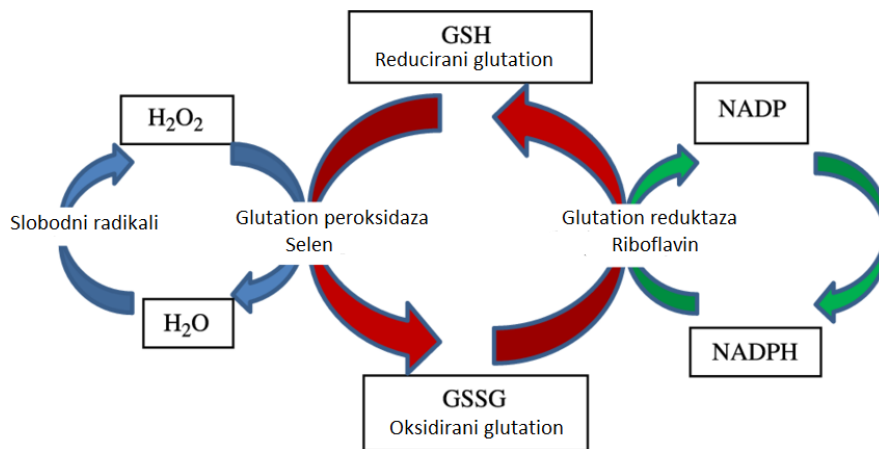 GSH
Reducirani glutation
H₂O₂
NADP
Slobodni radikali
Glutation peroksidaza
Selen
Glutation reduktaza
Riboflavin
H₂O
NADPH
GSSG
Oksidirani glutation